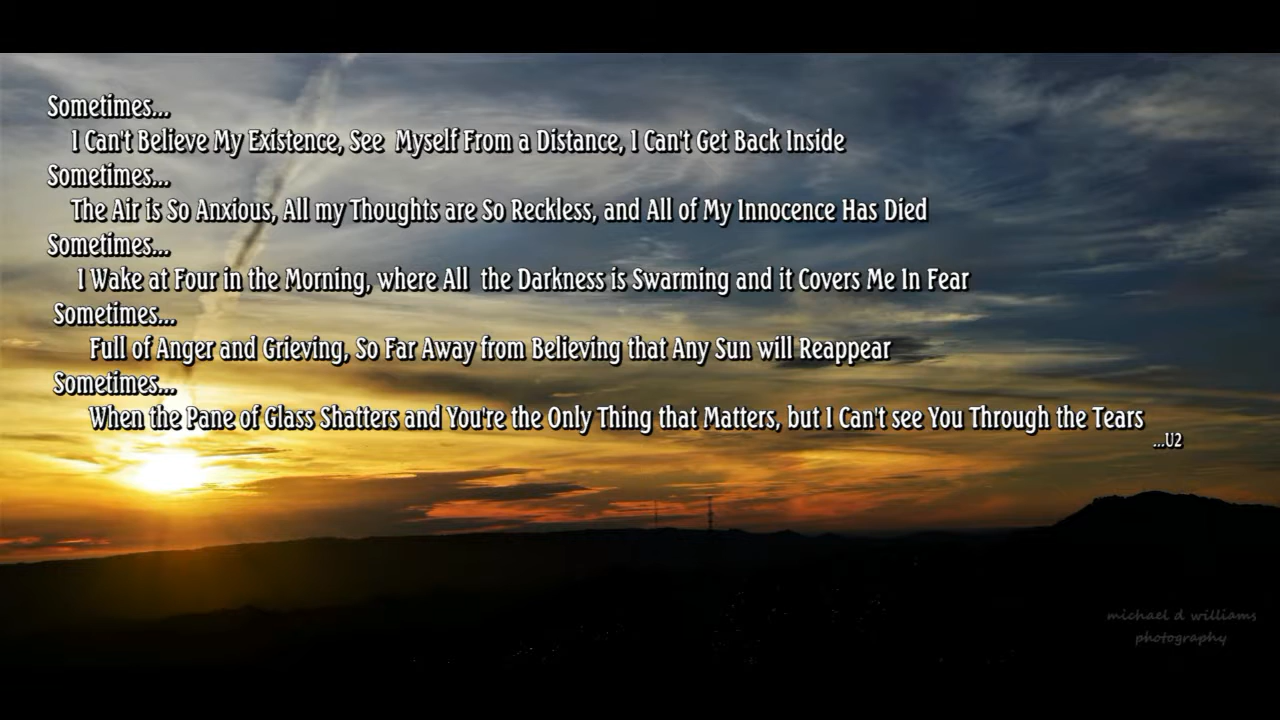 Sometimes...
I Can't Believe My Existence, See Myself From a Distance, I Can't Get Back Inside
Sometimes...
The Air is So Anxious, All my Thoughts are So Reckless, and All of My Innocence Has Died
Sometimes...
I Wake at Four in the Morning, where All the Darkness is Swarming and it Covers Me In Fear
Sometimes...
Full of Anger and Grieving, So Far Away from Believing that Any Sun will Reappear
Sometimes...
When the Pane of Glass Shatters and You're the Only Thing that Matters, but I Can't see You Through the Tears
...U2
michael d williams
photography